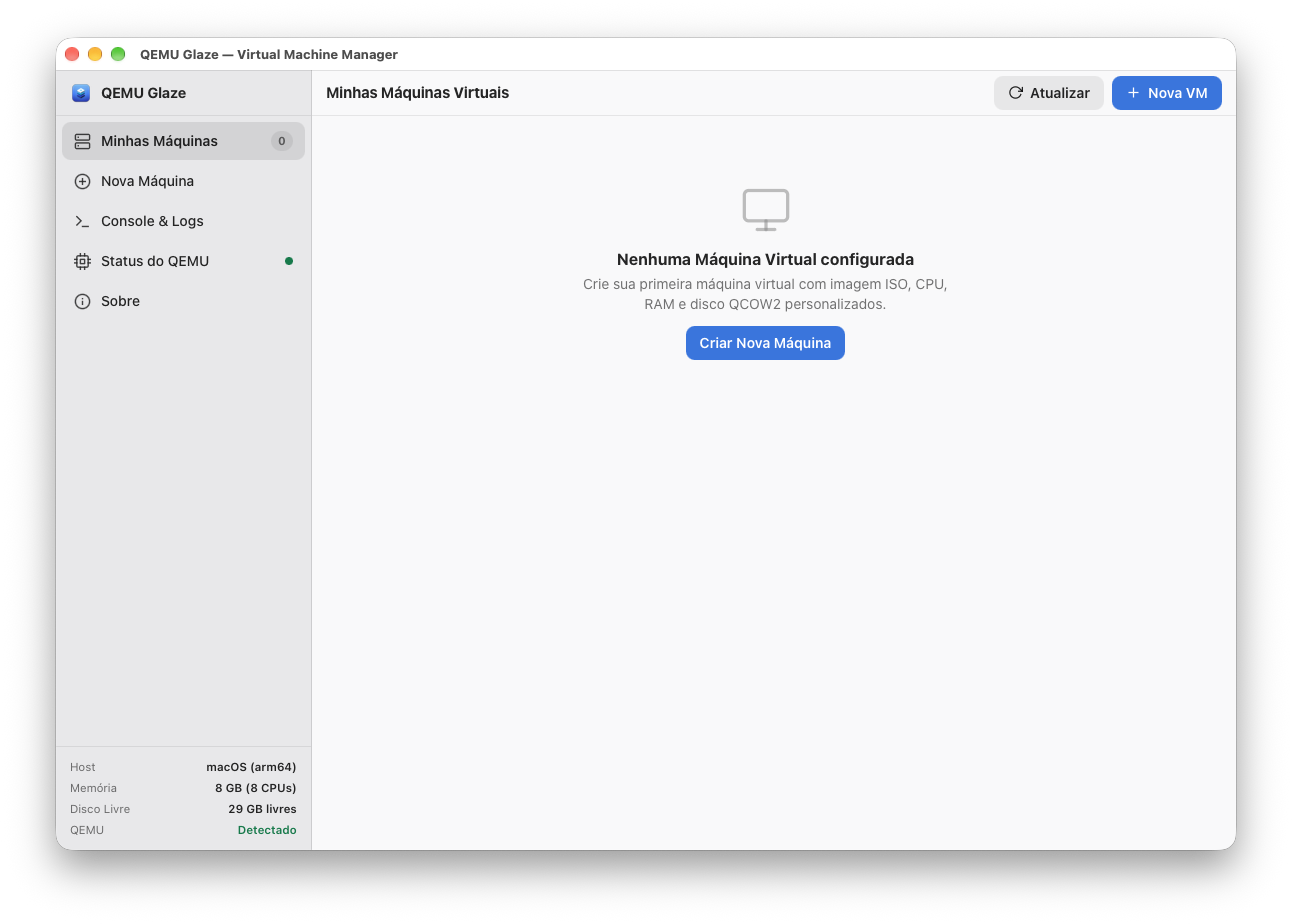 QEMU Glaze — Virtual Machine Manager
QEMU Glaze
Minhas Máquinas 0
Nova Máquina
Console & Logs
Status do QEMU
Sobre
Host macOS (arm64)
Memória 8 GB (8 CPUs)
Disco Livre 29 GB livres
QEMU Detectado
Minhas Máquinas Virtuais
Atualizar
Nova VM
Nenhuma Máquina Virtual configurada
Crie sua primeira máquina virtual com imagem ISO, CPU,
RAM e disco QCOW2 personalizados.
Criar Nova Máquina